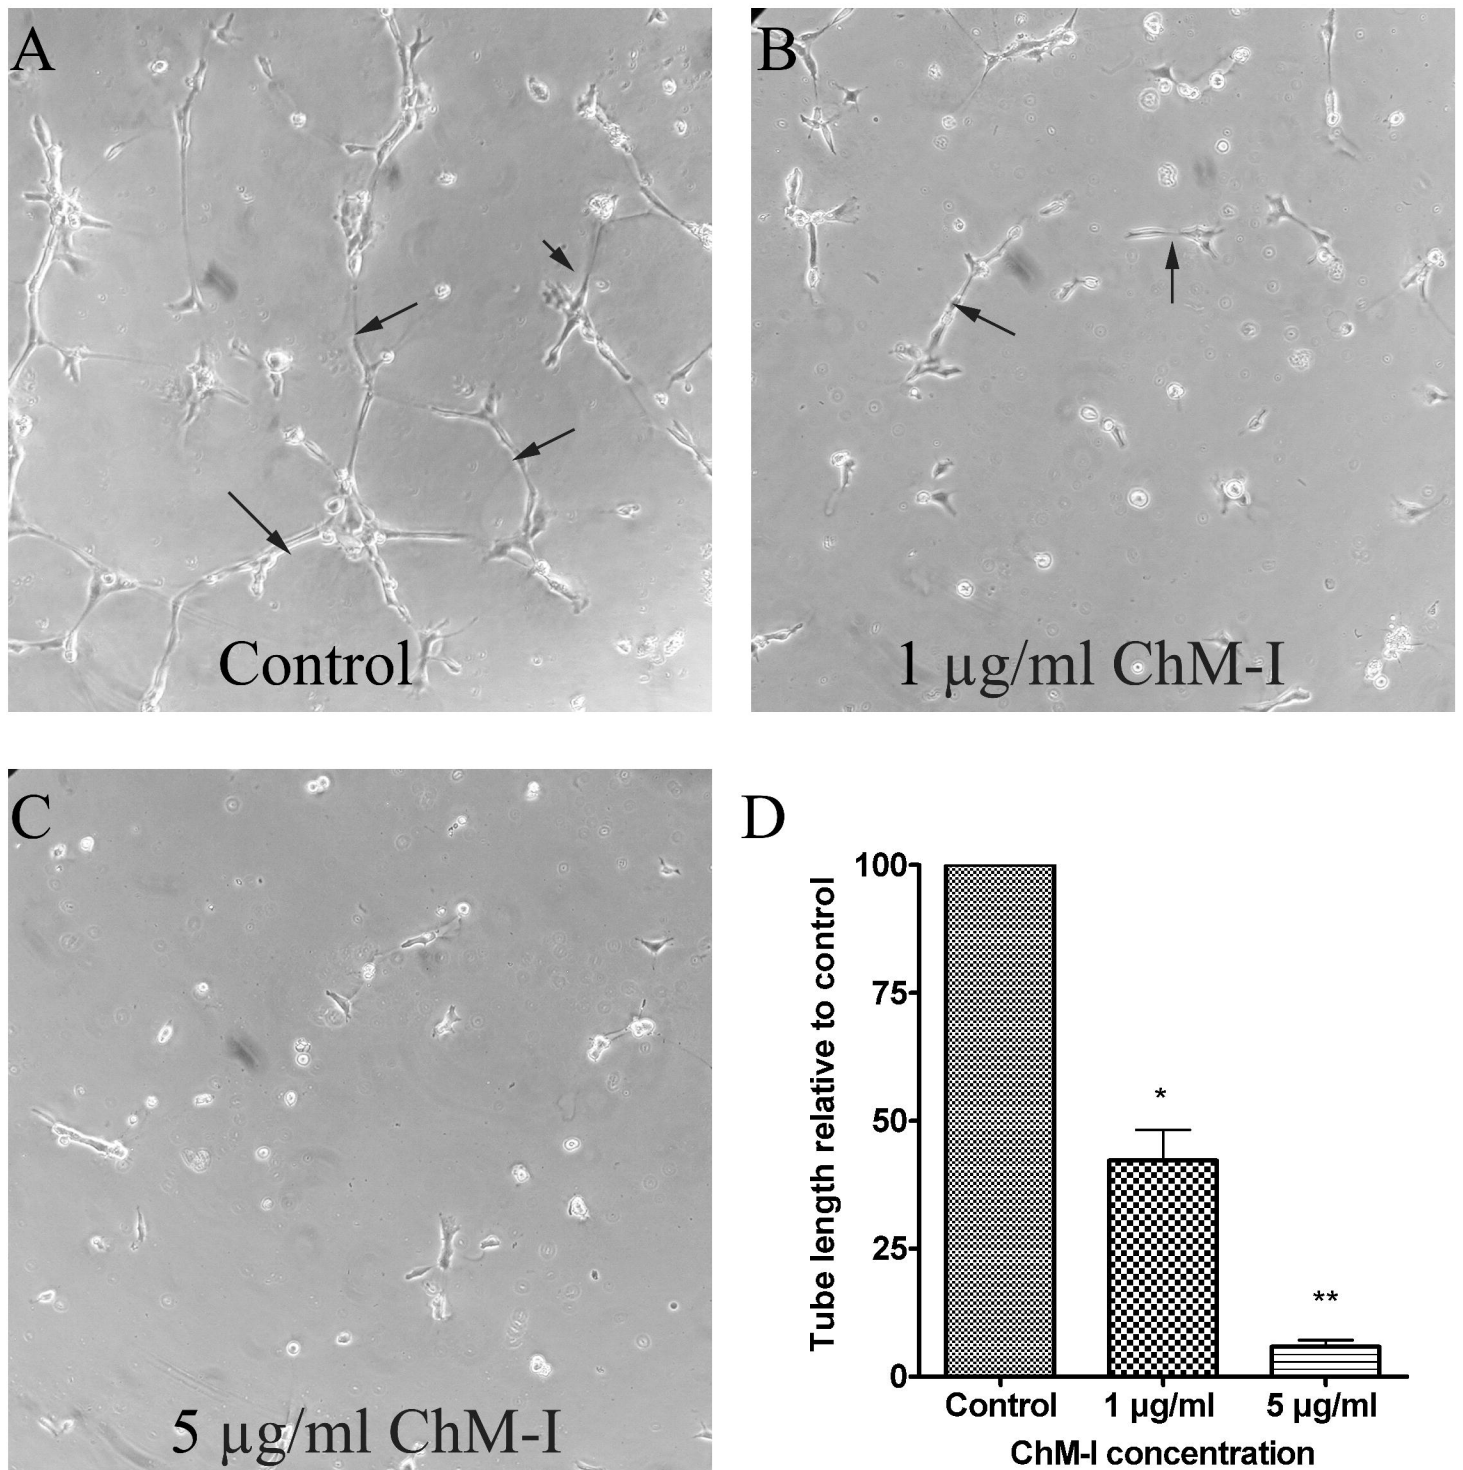 A
B
Control
1 µg/ml ChM-I
C
D
5 µg/ml ChM-I
Tube length relative to control
100
75
50
25
0
*
**
Control
1 µg/ml
5 µg/ml
ChM-I concentration